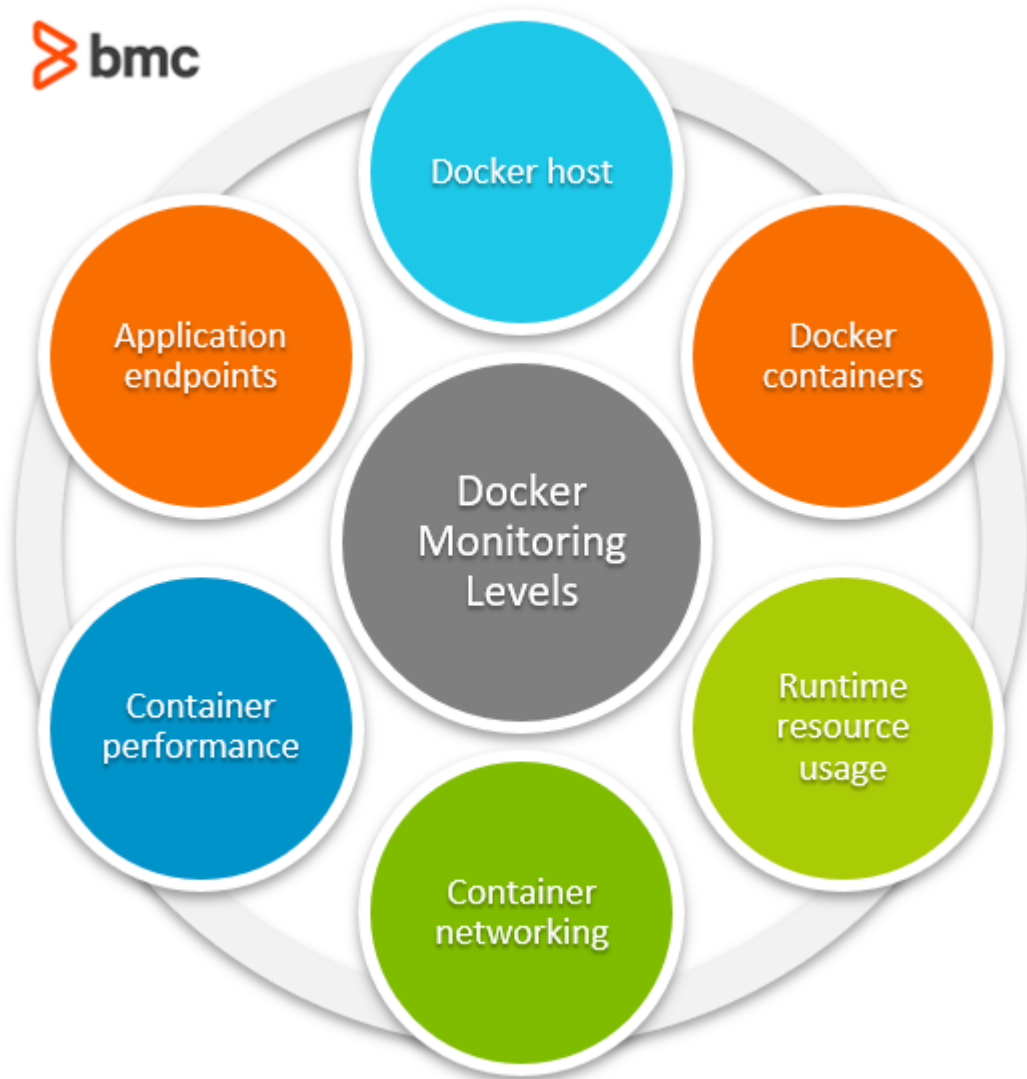 bmc
Docker host
Docker
containers
Runtime
resource
usage
Container
networking
Container
performance
Application
endpoints
Docker
Monitoring
Levels